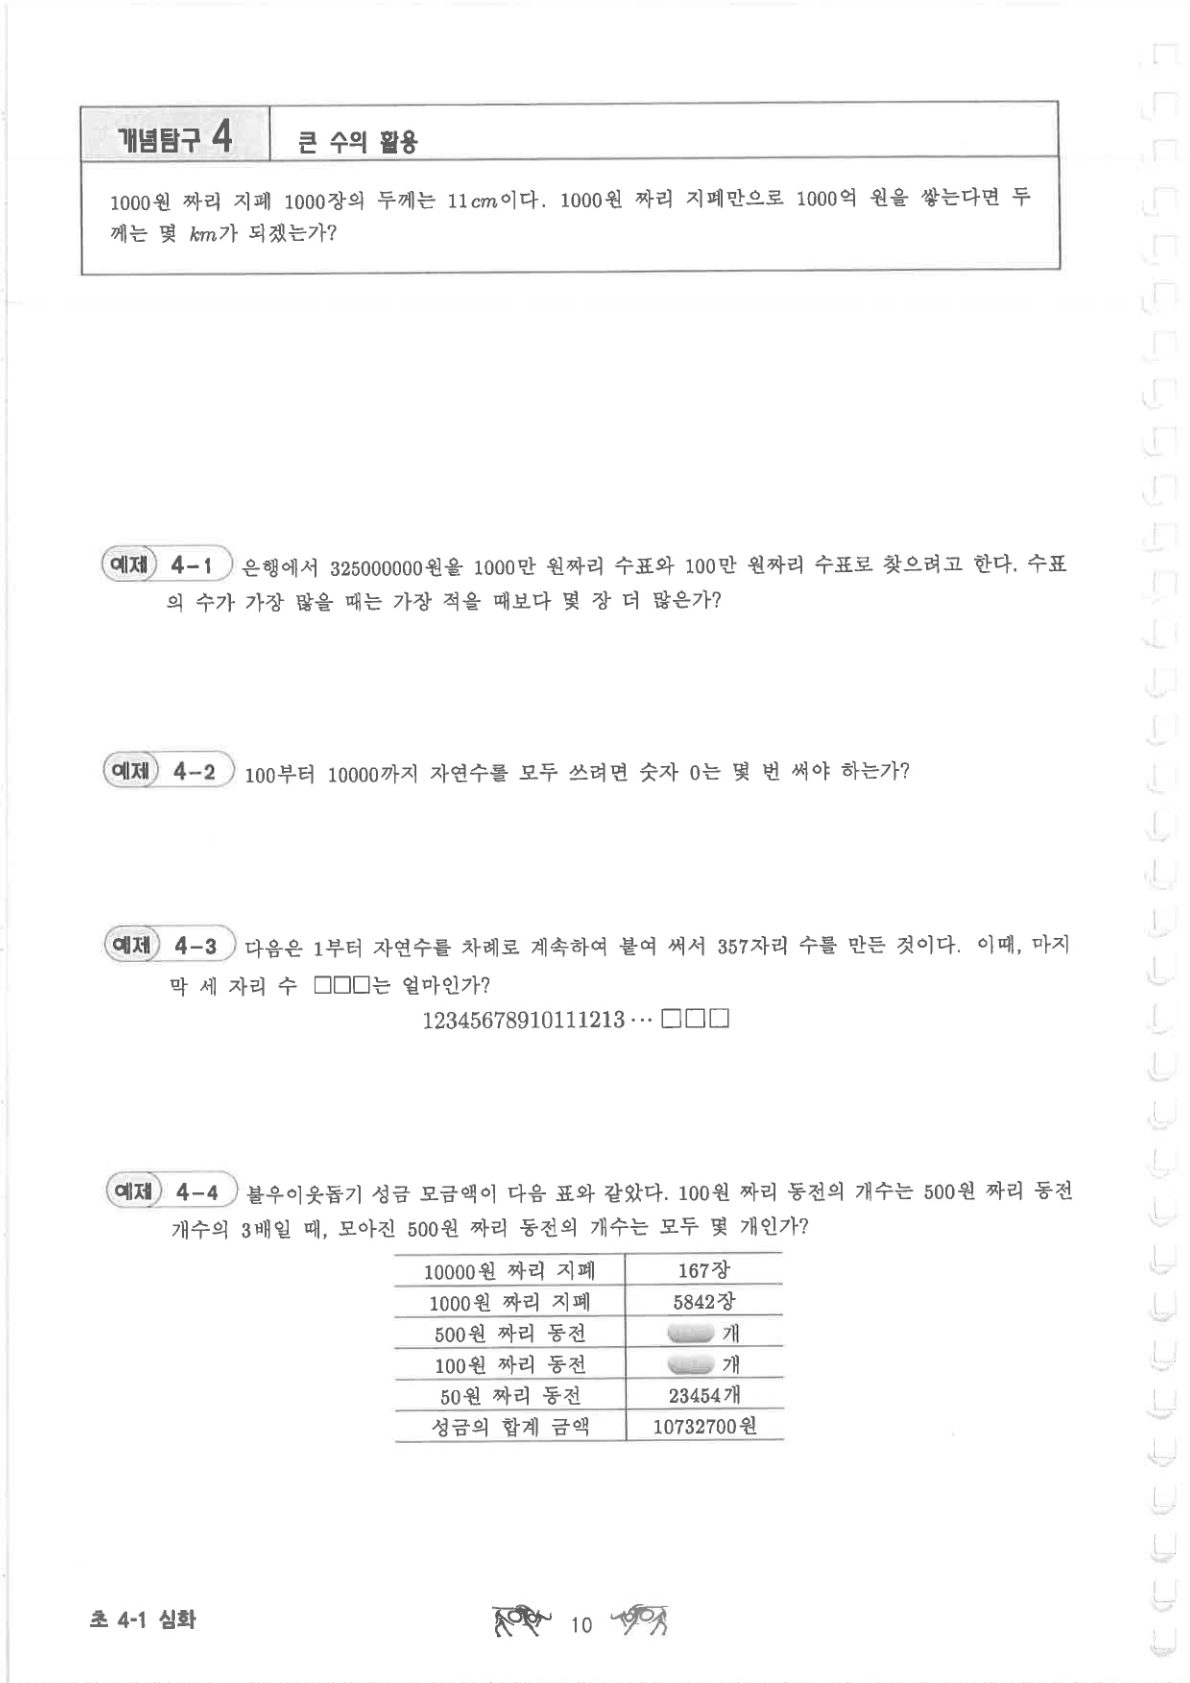 개념탐구 4 큰 수의 활용
1000원 짜리 지폐 1000장의 두께는 11cm이다. 1000원 짜리 지폐만으로 1000억 원을 쌓는다면 두
께는 몇 km가 되겠는가?
예제 4-1 은행에서 325000000원을 1000만 원짜리 수표와 100만 원짜리 수표로 찾으려고 한다. 수표
의 수가 가장 많을 때는 가장 적을 때보다 몇 장 더 많은가?
예제 4-2 100부터 10000까지 자연수를 모두 쓰려면 숫자 0는 몇 번 써야 하는가?
예제 4-3 다음은 1부터 자연수를 차례로 계속하여 붙여 써서 357자리 수를 만든 것이다. 이때, 마지
막 세 자리 수 □□□는 얼마인가?
12345678910111213 ··· □□□
예제 4-4 불우이웃돕기 성금 모금액이 다음 표와 같았다. 100원 짜리 동전의 개수는 500원 짜리 동전
개수의 3배일 때, 모아진 500원 짜리 동전의 개수는 모두 몇 개인가?
10000원 짜리 지폐 167장
1000원 짜리 지폐 5842장
500원 짜리 동전 개
100원 짜리 동전 개
50원 짜리 동전 23454개
성금의 합계 금액 10732700원
초 4-1 심화 10